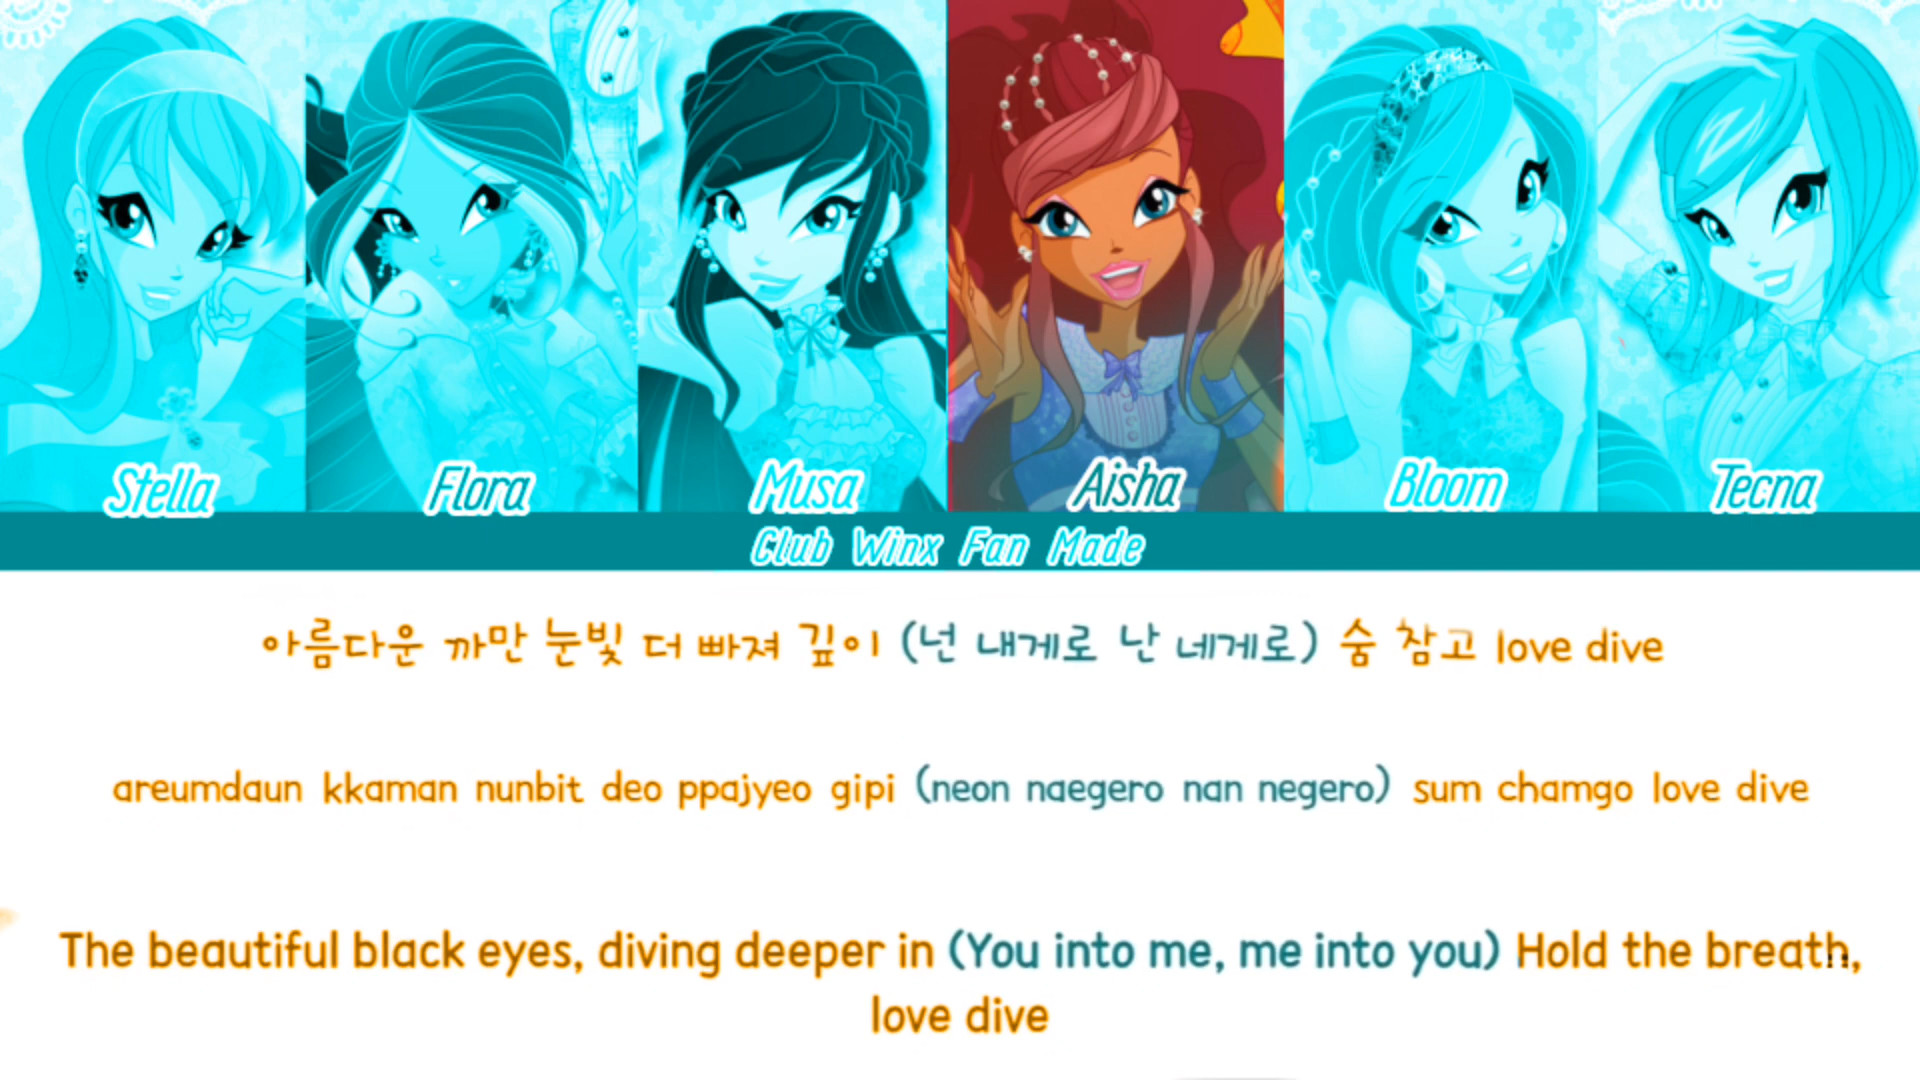 Stella Flora Musa Aisha Bloom Tecna
Club Winx Fan Made
아름다운 까만 눈빛 더 빠져 깊이 (넌 내게로 난 네게로) 숨 참고 love dive
areumdaun kkaman nunbit deo ppajyeo gipi (neon naegero nan negero) sum chamgo love dive
The beautiful black eyes, diving deeper in (You into me, me into you) Hold the breath,
love dive